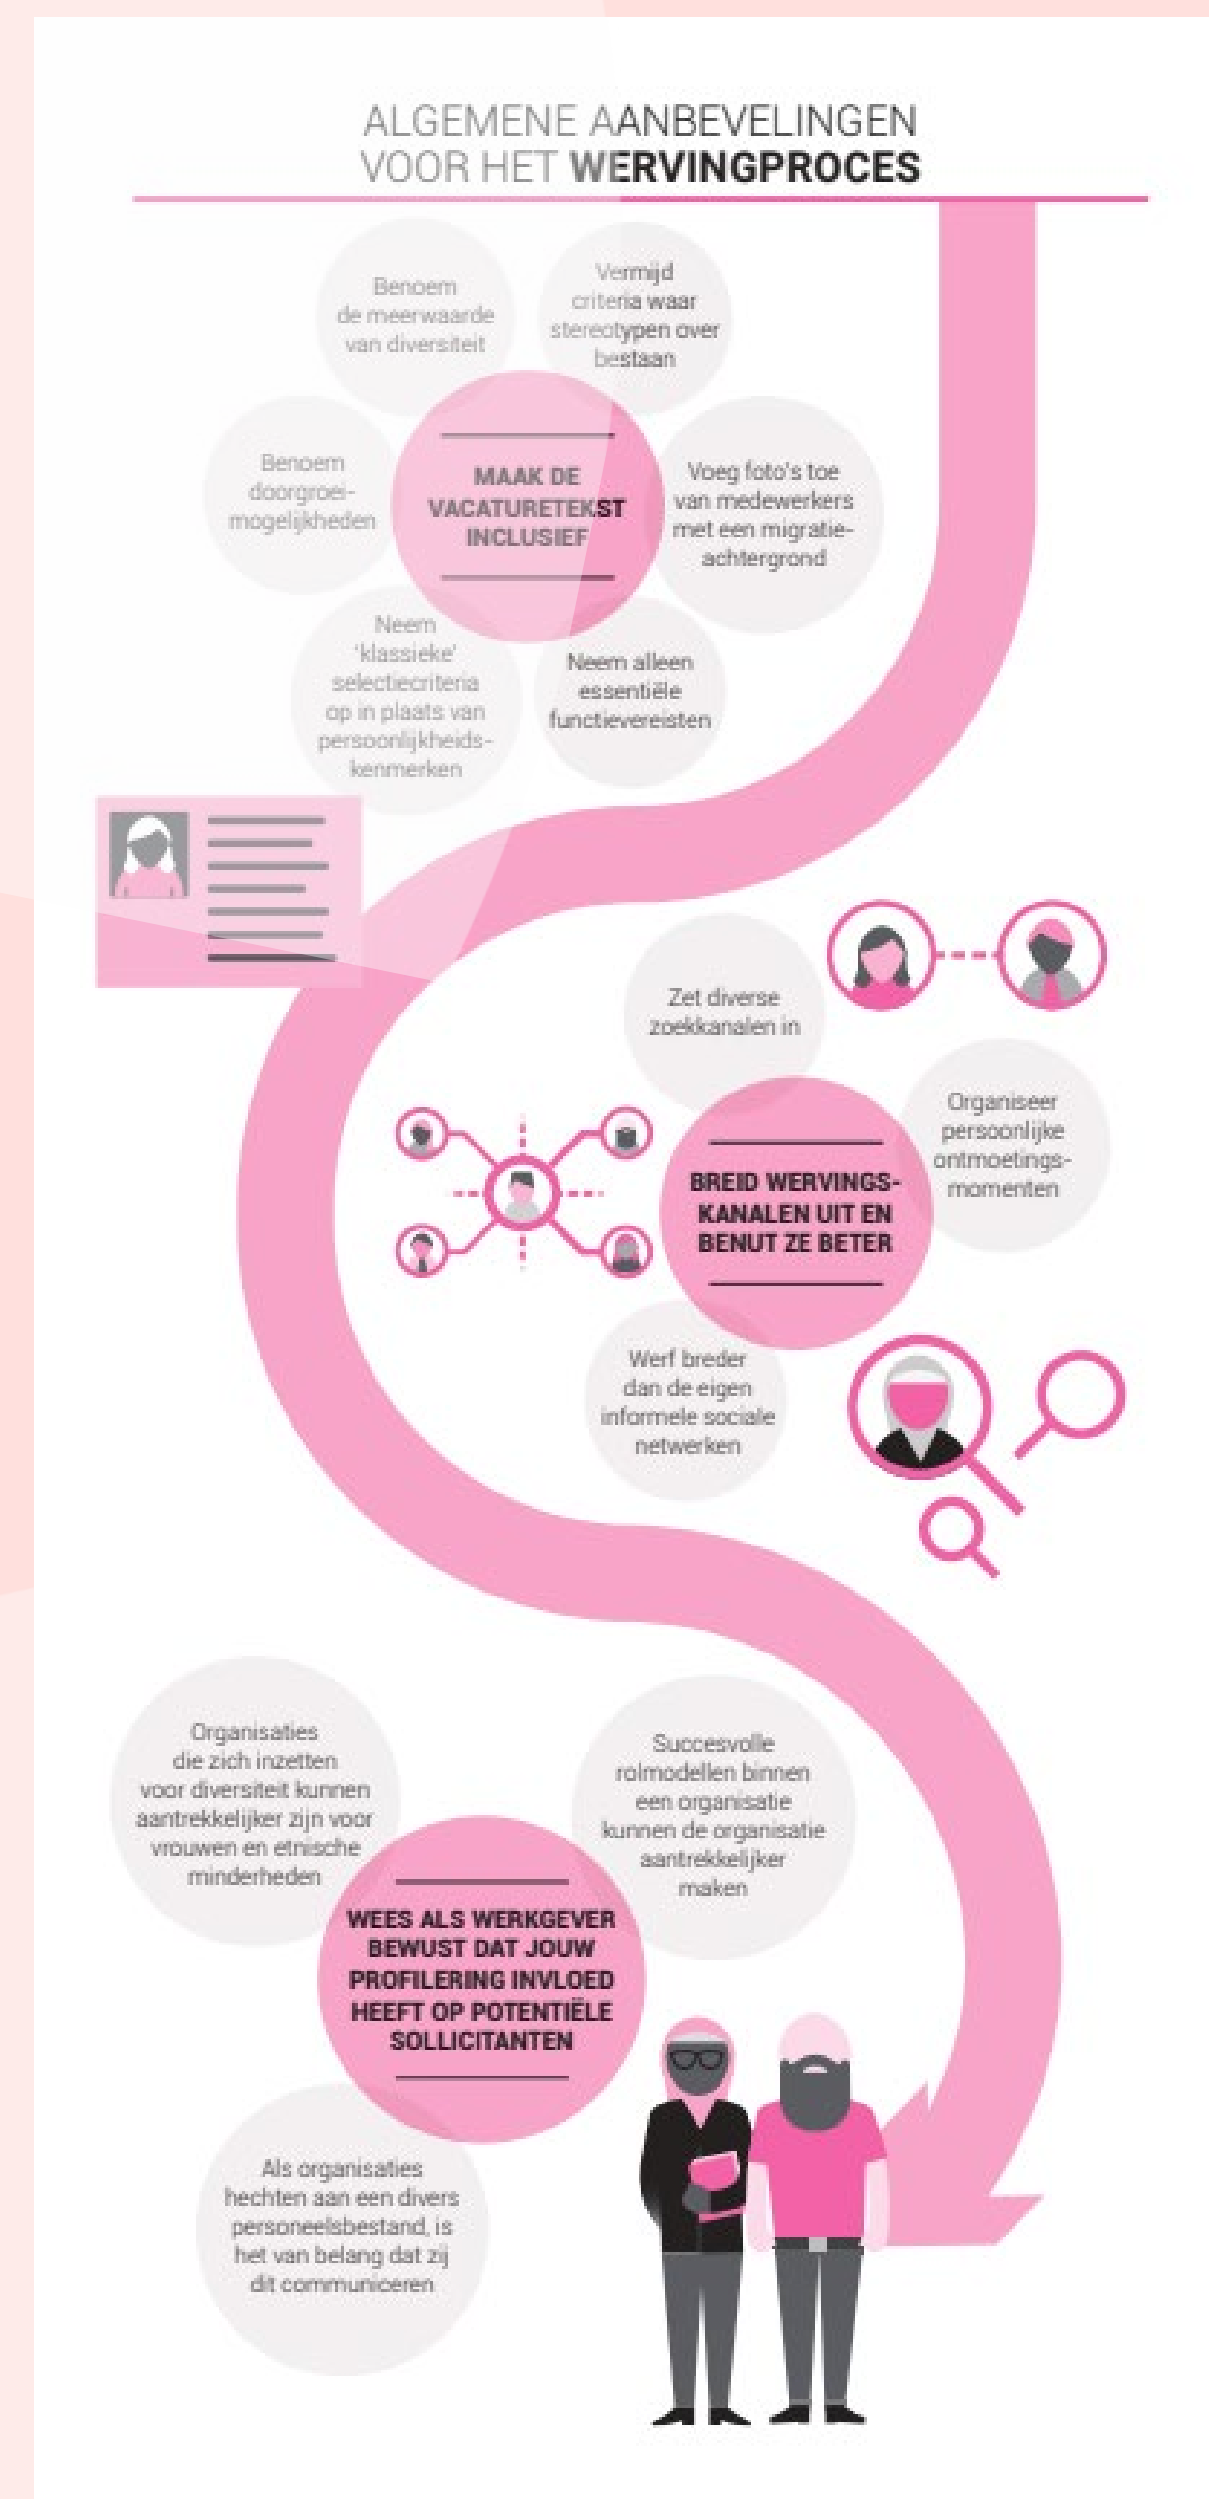 ALGEMENE AANBEVELINGEN
VOOR HET WERVINGPROCES
Benoem
de meerwaarde
van diversiteit
Vermijd
criteria waar
stereotypen over
bestaan
Benoem
doorgroei-
mogelijkheden
MAAK DE
VACATURETEKST
INCLUSIEF
Voeg foto's toe
van medewerkers
met een migratie-
achtergrond
Neem
'klassieke'
selectiecriteria
op in plaats van
persoonlijkheids-
kenmerken
Neem alleen
essentiële
functievereisten
Zet diverse
zoekkanalen in
Organiseer
persoonlijke
ontmoetings-
momenten
BREID WERVINGS-
KANALEN UIT EN
BENUT ZE BETER
Werf breder
dan de eigen
informele sociale
netwerken
Organisaties
die zich inzetten
voor diversiteit kunnen
aantrekkelijker zijn voor
vrouwen en etnische
minderheden
Succesvolle
rolmodellen binnen
een organisatie
kunnen de organisatie
aantrekkelijker
maken
WEES ALS WERKGEVER
BEWUST DAT JOUW
PROFILERING INVLOED
HEEFT OP POTENTIËLE
SOLLICITANTEN
Als organisaties
hechten aan een divers
personeelsbestand, is
het van belang dat zij
dit communiceren